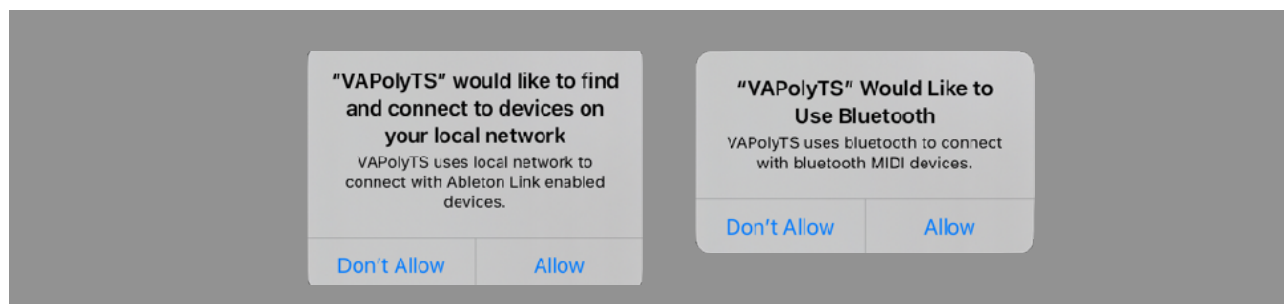 “VAPolyTS” would like to find
and connect to devices on
your local network
VAPolyTS uses local network to
connect with Ableton Link enabled
devices.
Don’t Allow
Allow
“VAPolyTS” Would Like to
Use Bluetooth
VAPolyTS uses bluetooth to connect
with bluetooth MIDI devices.
Don’t Allow
Allow